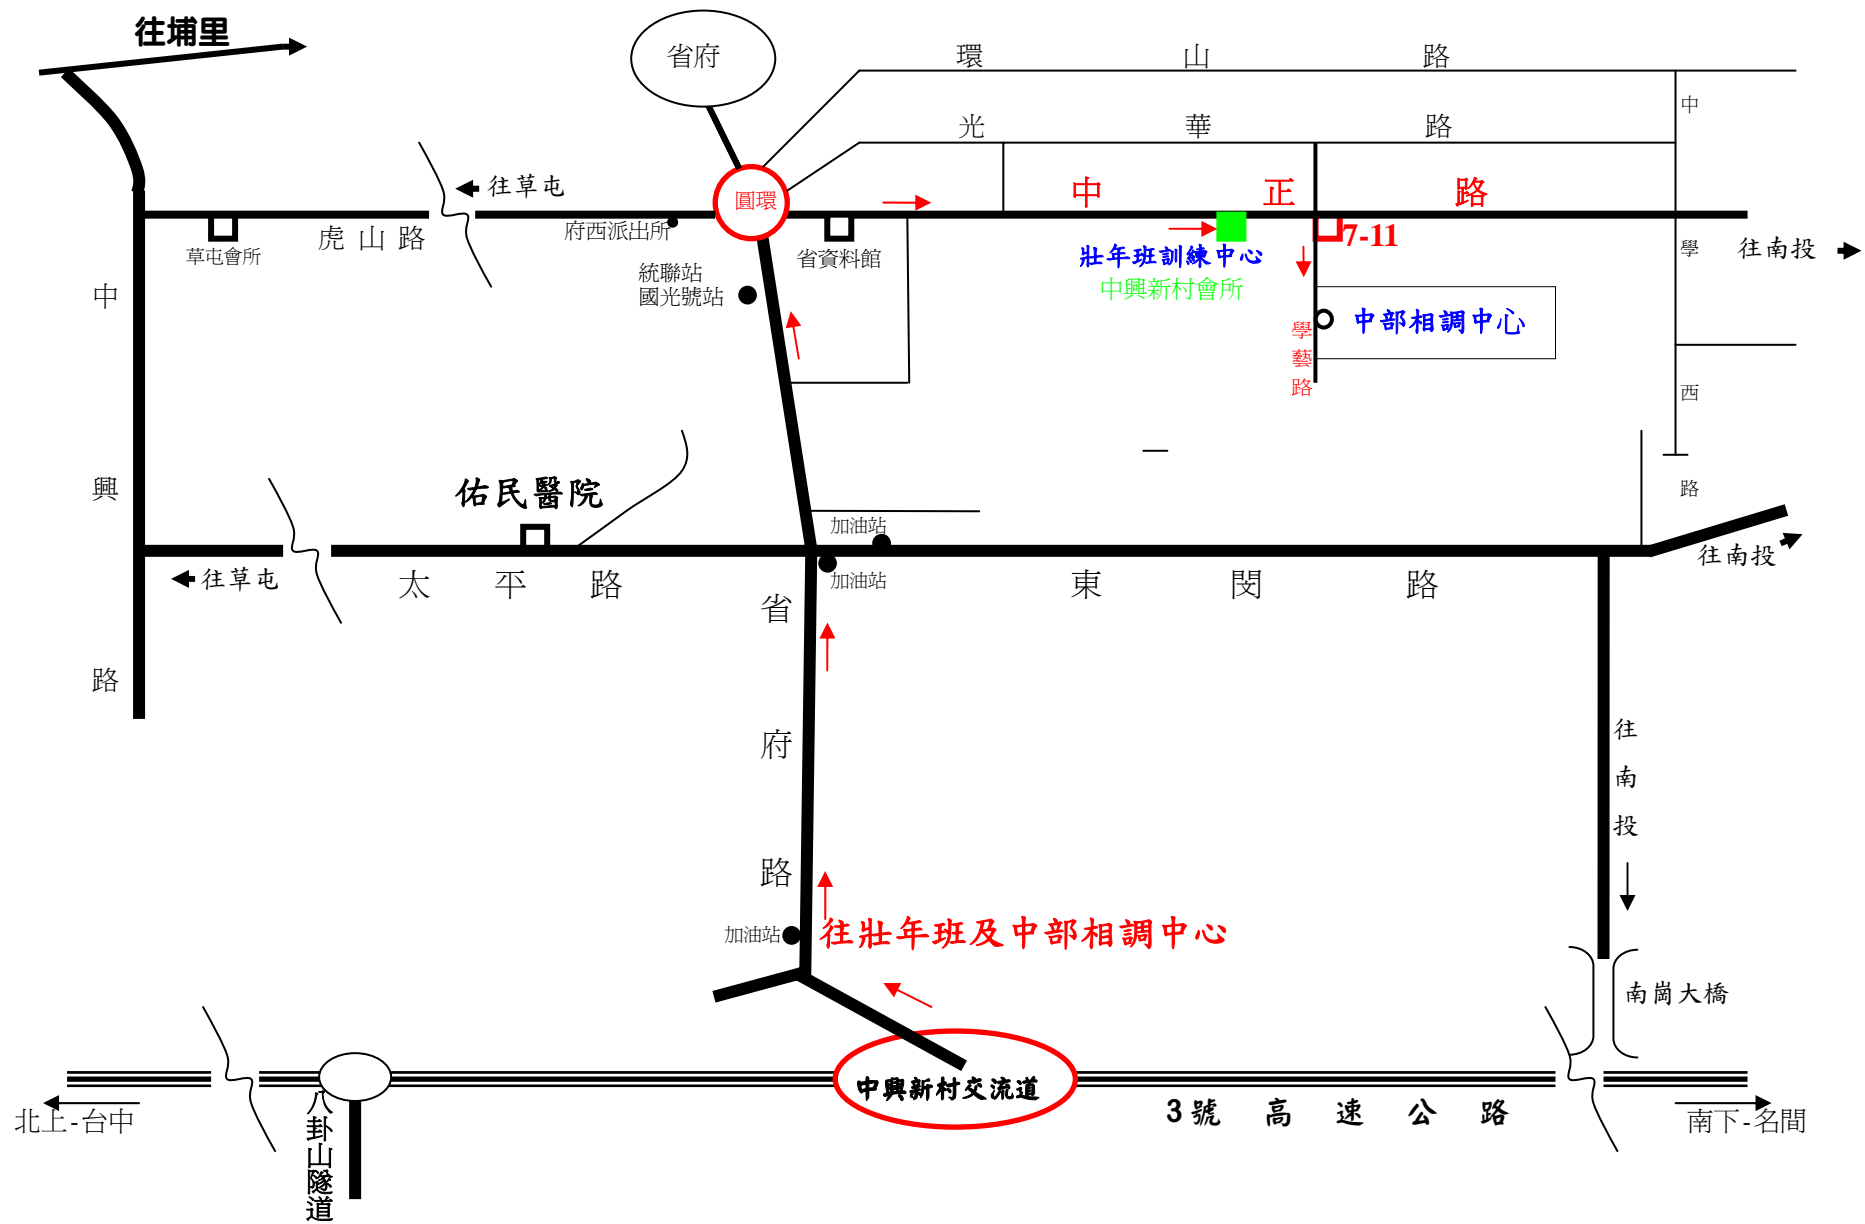 往埔里
省府
環山路
中學西路
光華路
往草屯
圓環
中正路
府西派出所
虎山路
草屯會所
省資料館
7-11
往南投
壯年班訓練中心
中興新村會所
統聯站
國光號站
中興路
學藝路
中部相調中心
佑民醫院
加油站
往南投
往草屯
太平路
加油站
東閔路
省府路
往南投
加油站
往壯年班及中部相調中心
南崗大橋
中興新村交流道
3號高速公路
北上-台中
八卦山隧道
南下-名間